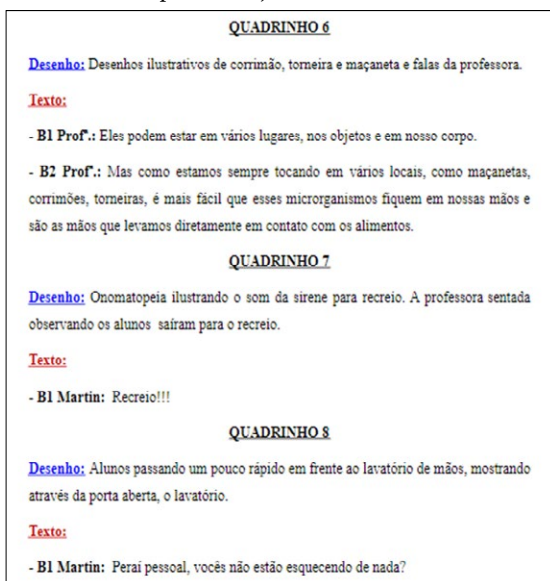 QUADRINHO 6
Desenho: Desenhos ilustrativos de corrimão, torneira e maçaneta e falas da professora.
Texto:
- B1 Profª.: Eles podem estar em vários lugares, nos objetos e em nosso corpo.
- B2 Profª.: Mas como estamos sempre tocando em vários locais, como maçanetas,
corrimões, torneiras, é mais fácil que esses microrganismos fiquem em nossas mãos e
são as mãos que levamos diretamente em contato com os alimentos.
QUADRINHO 7
Desenho: Onomatopeia ilustrando o som da sirene para recreio. A professora sentada
observando os alunos saíram para o recreio.
Texto:
- B1 Martin: Recreio!!!
QUADRINHO 8
Desenho: Alunos passando um pouco rápido em frente ao lavatório de mãos, mostrando
através da porta aberta, o lavatório.
Texto:
- B1 Martin: Peraí pessoal, vocês não estão esquecendo de nada?